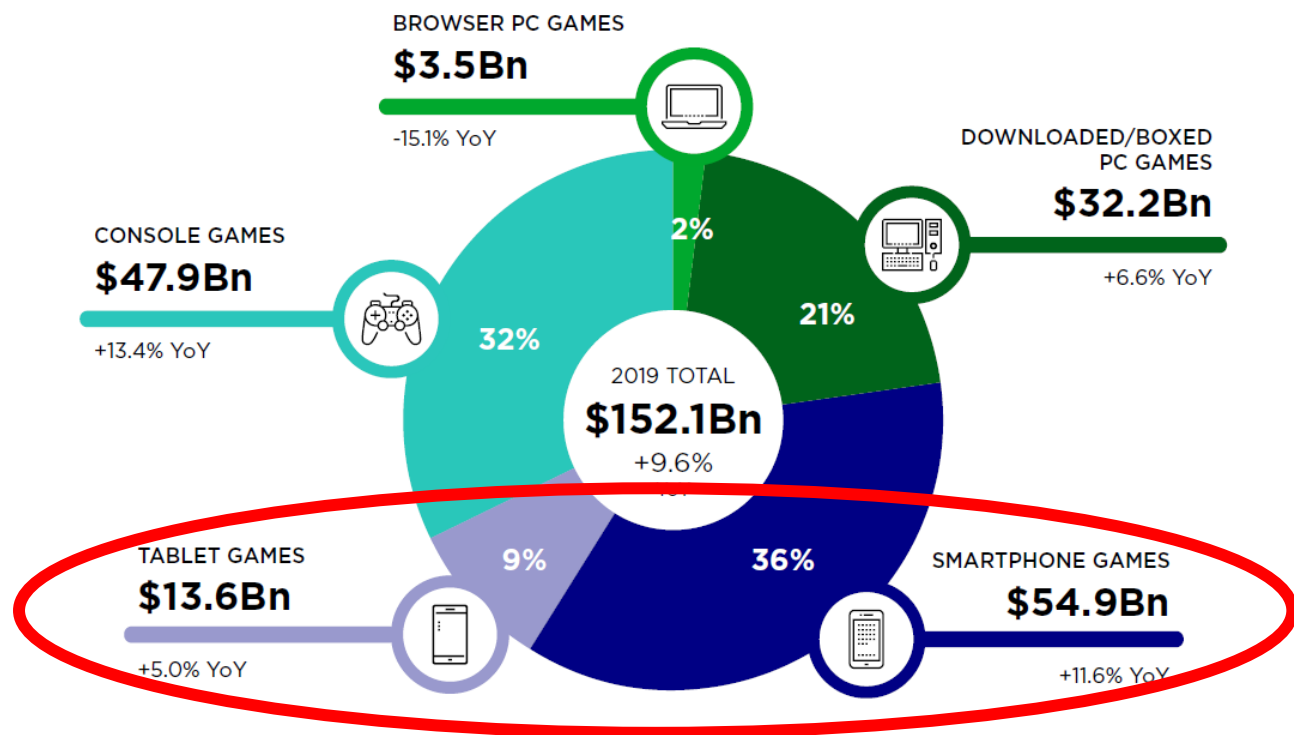 BROWSER PC GAMES
$3.5Bn
-15.1% YoY
DOWNLOADED/BOXED
PC GAMES
$32.2Bn
+6.6% YoY
CONSOLE GAMES
$47.9Bn
+13.4% YoY
2%
21%
32%
2019 TOTAL
$152.1Bn
+9.6%
TABLET GAMES
$13.6Bn
+5.0% YoY
9%
36%
SMARTPHONE GAMES
$54.9Bn
+11.6% YoY